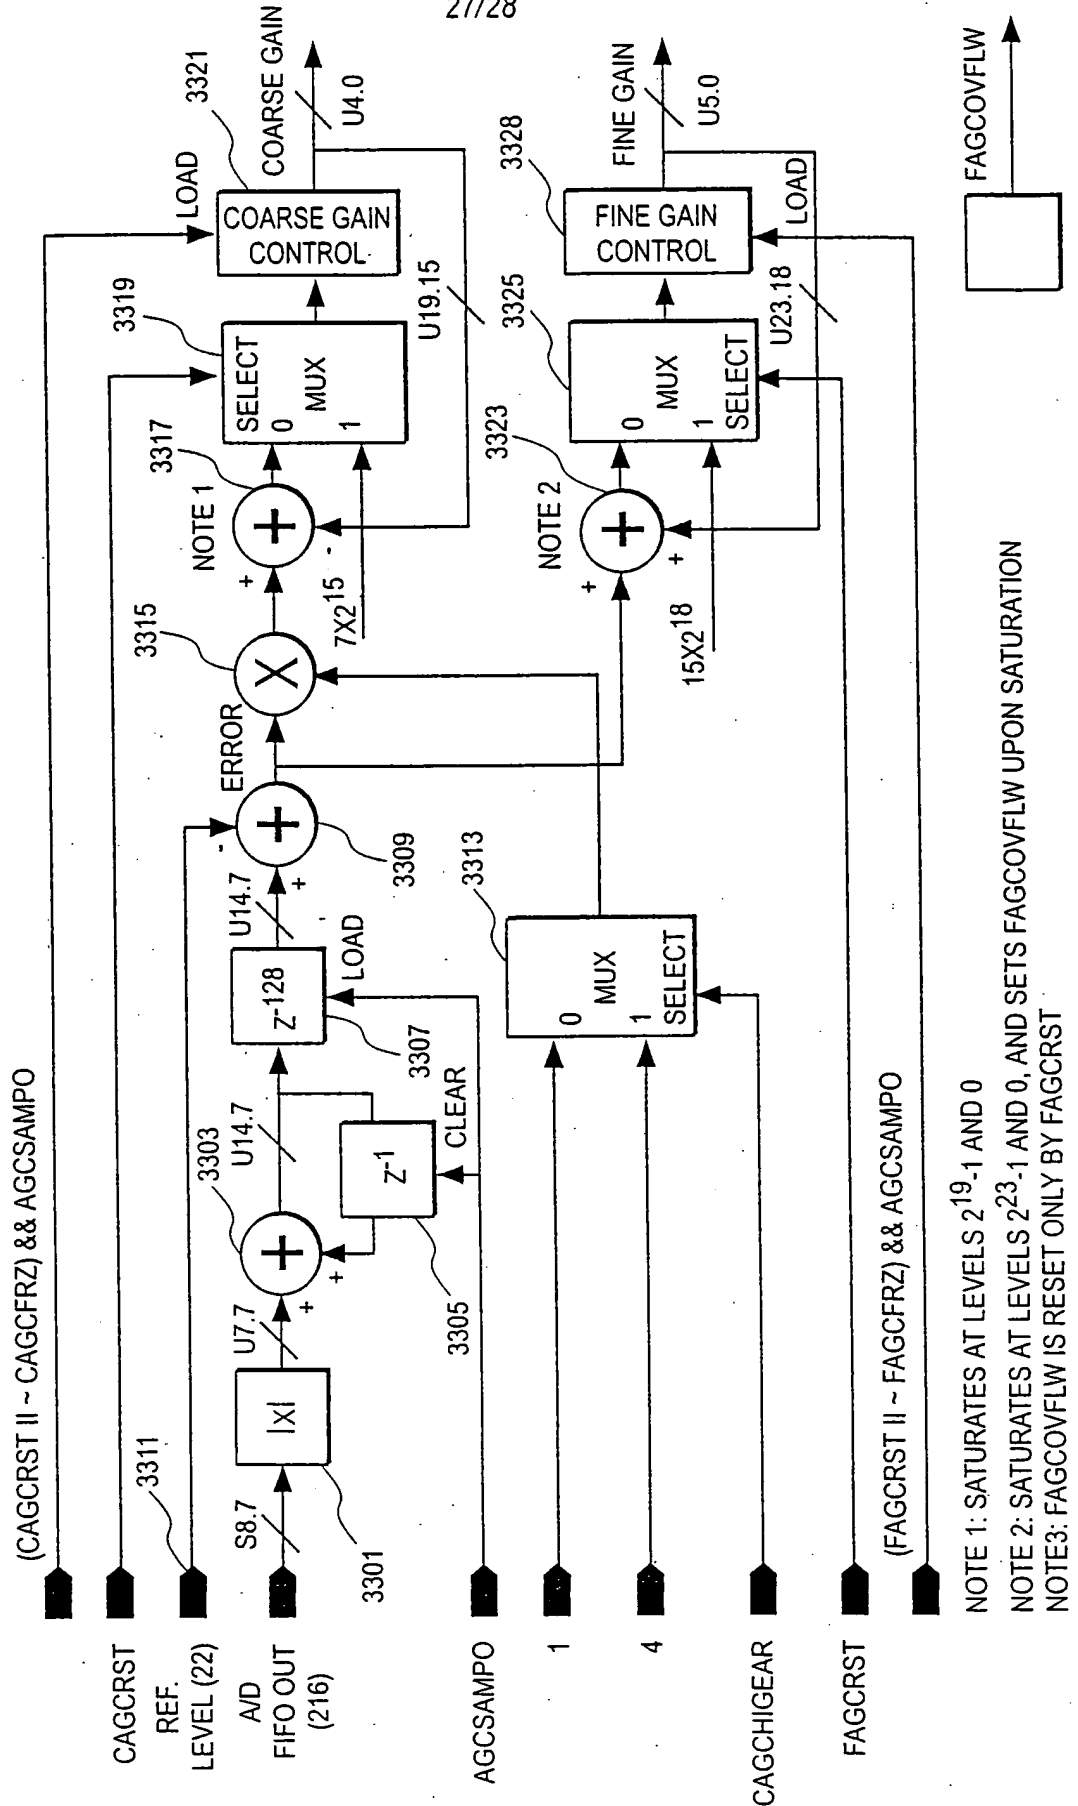 27/28
(CAGCRST II ~ CAGCFRZ) && AGCSAMPO
CAGCRST
REF.
LEVEL (22)
3311
A/D
FIFO OUT
(216)
S8.7
3301
|X|
U7.7
+
+
3303
+
U14.7
3305
Z-1
CLEAR
3307
Z-128
LOAD
U14.7
+
-
3309
+
ERROR
3315
X
NOTE 1
3317
+
+
-
7X2^15
3319
SELECT
0
MUX
1
LOAD
3321
COARSE GAIN
CONTROL
COARSE GAIN
U4.0
U19.15
AGCSAMPO
1
4
CAGCHIGEAR
3313
0
MUX
1
SELECT
NOTE 2
3323
+
+
+
15X2^18
3325
0
MUX
1
SELECT
3328
FINE GAIN
CONTROL
LOAD
FINE GAIN
U5.0
U23.18
FAGCRST
(FAGCRST II ~ FAGCFRZ) && AGCSAMPO
FAGCOVFLW
NOTE 1: SATURATES AT LEVELS 2^19-1 AND 0
NOTE 2: SATURATES AT LEVELS 2^23-1 AND 0, AND SETS FAGCOVFLW UPON SATURATION
NOTE3: FAGCOVFLW IS RESET ONLY BY FAGCRST